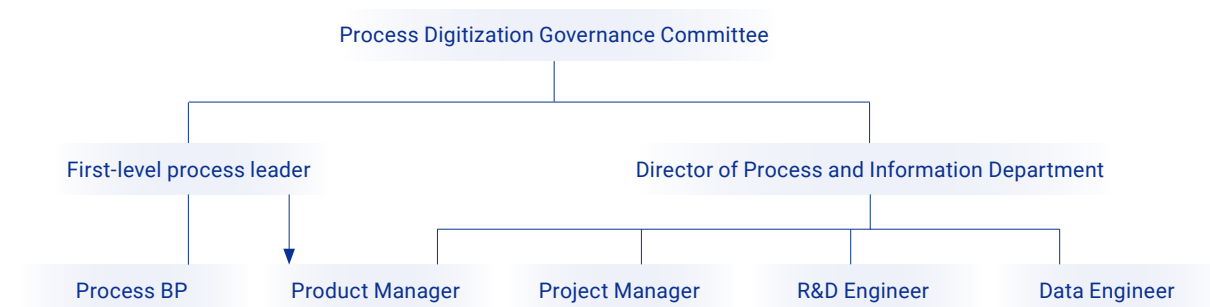 Process Digitization Governance Committee
First-level process leader
Director of Process and Information Department
Process BP
Product Manager
Project Manager
R&D Engineer
Data Engineer